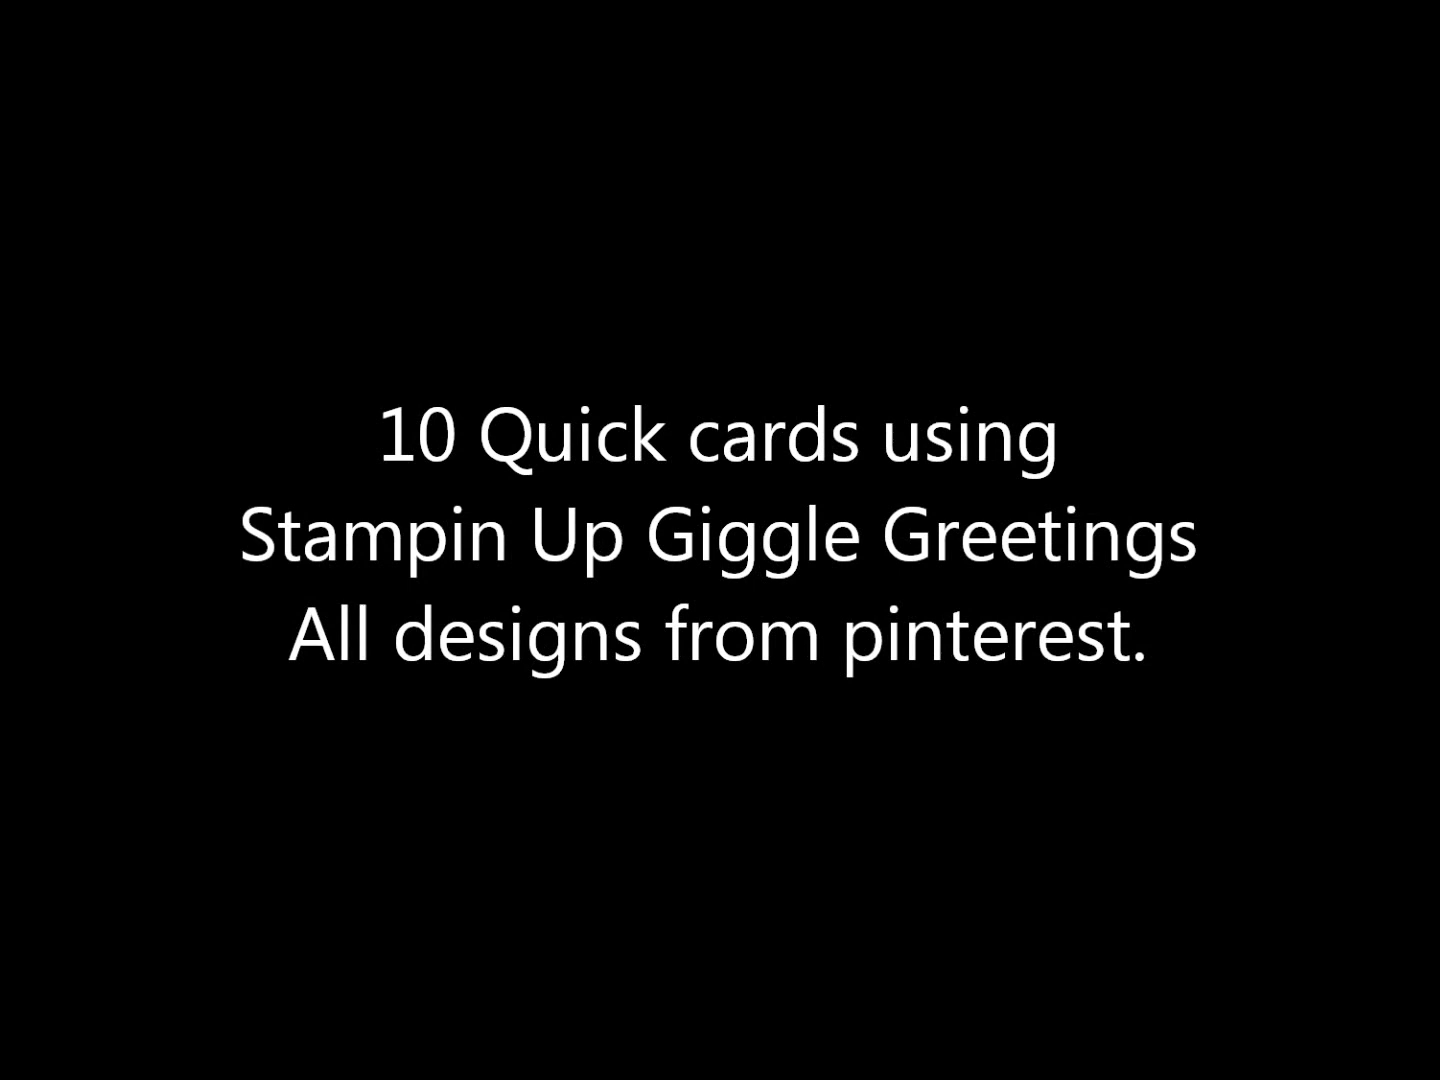 10 Quick cards using
Stampin Up Giggle Greetings
All designs from pinterest.